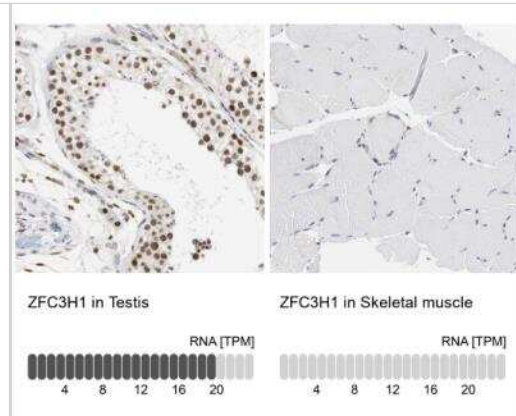 ZFC3H1 in Testis
RNA [TPM]
4 8 12 16 20
ZFC3H1 in Skeletal muscle
RNA [TPM]
4 8 12 16 20